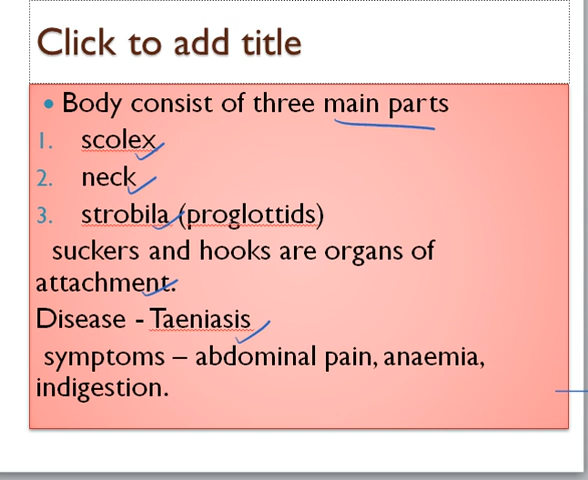 Click to add title
• Body consist of three main parts
1. scolex
2. neck
3. strobila (proglottids)
suckers and hooks are organs of
attachment.
Disease - Taeniasis
symptoms – abdominal pain, anaemia,
indigestion.